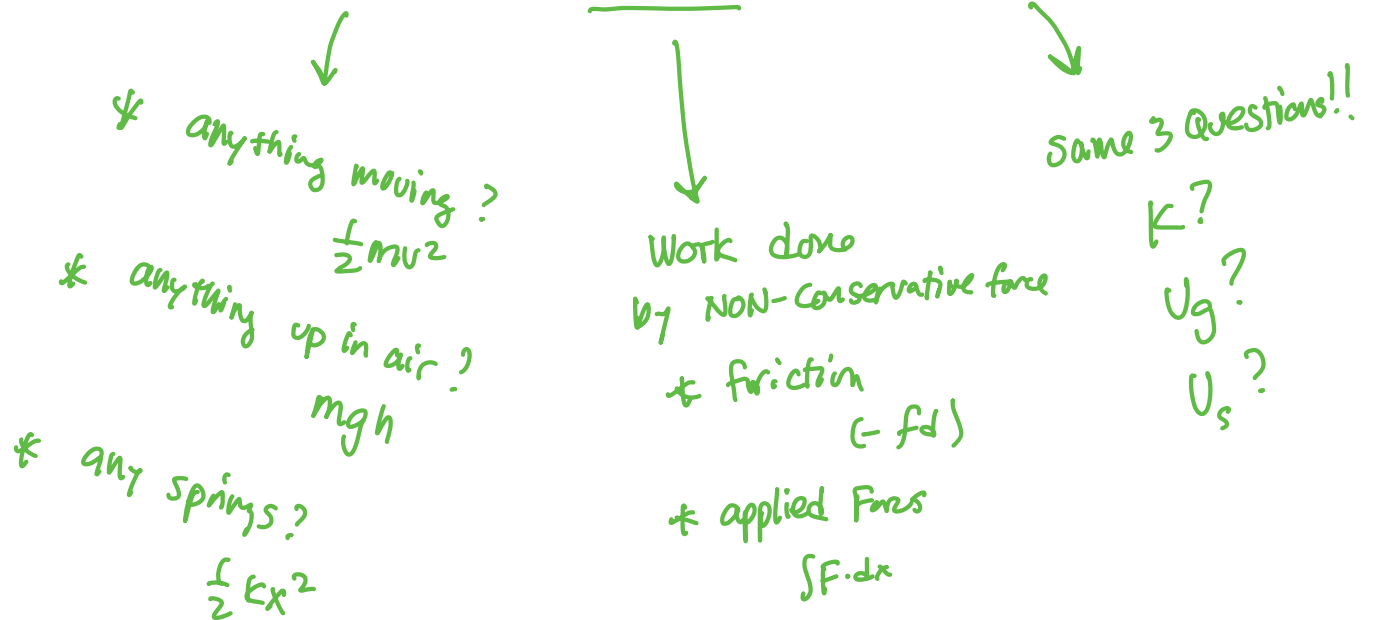 * anything moving?
½mv²
* anything up in air?
mgh
* any springs?
½kx²
Work done
by NON-conservative force
* friction
(-fd)
* applied Forces
∫F·dx
Same 3 Questions!!
K?
Ug?
Us?